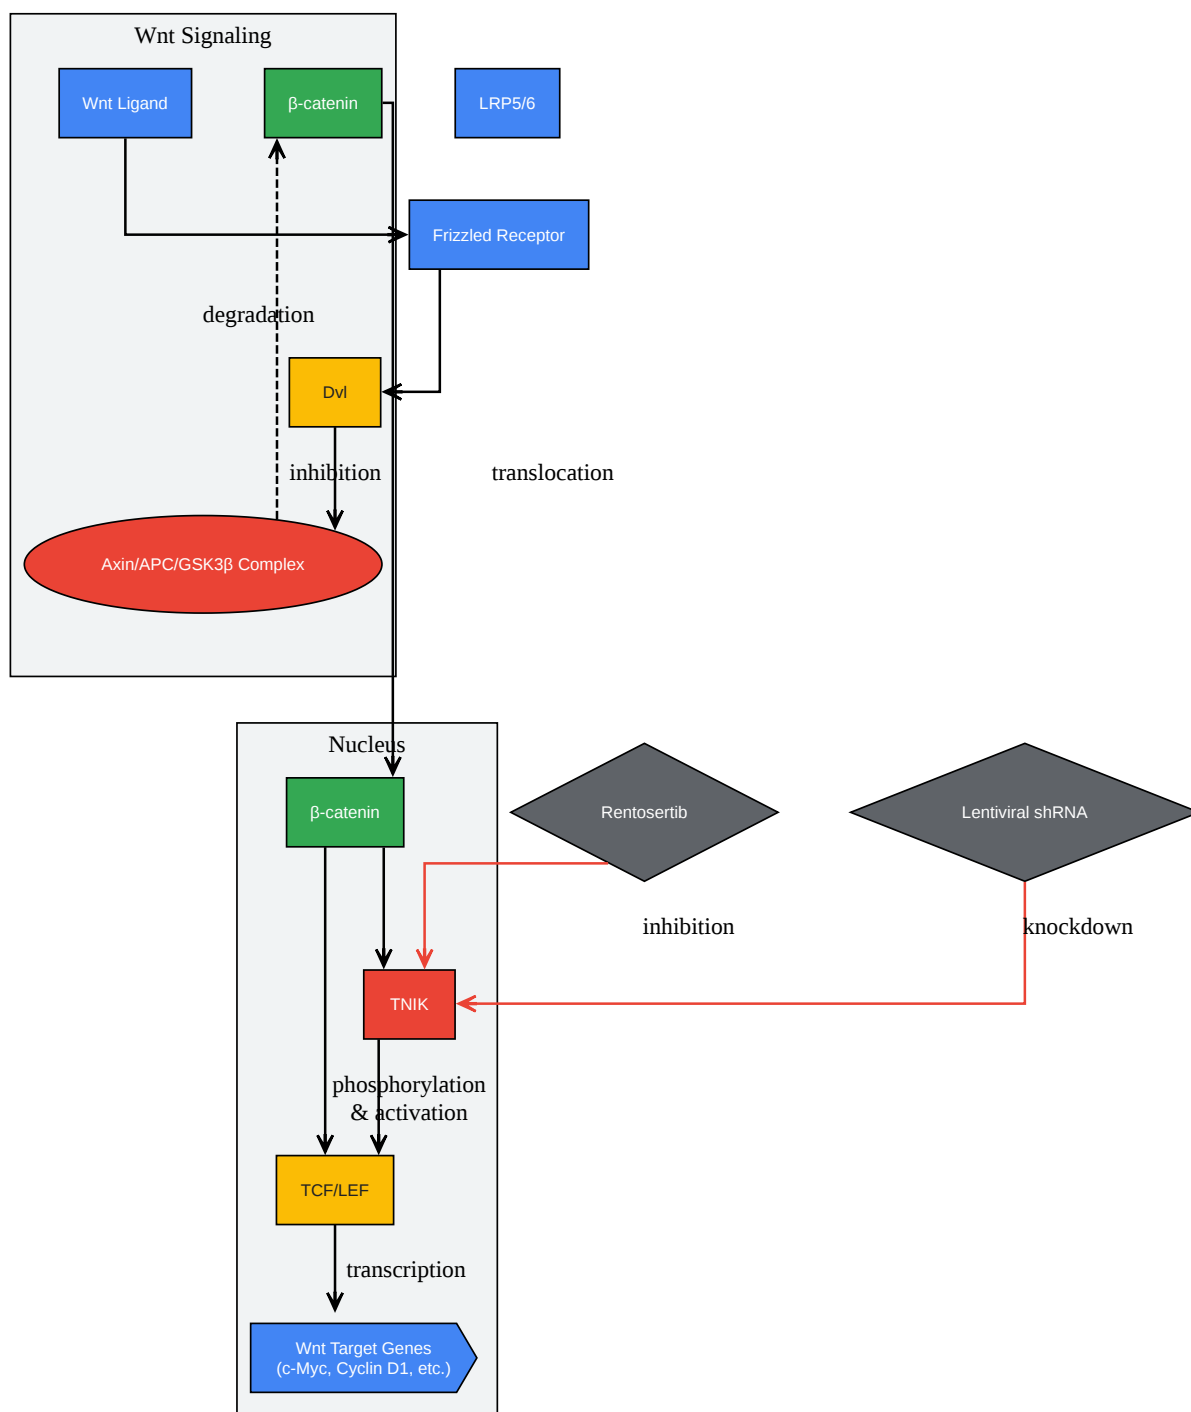 Wnt Signaling
Wnt Ligand
β-catenin
LRP5/6
Frizzled Receptor
degradation
Dvl
inhibition
translocation
Axin/APC/GSK3β Complex
Nucleus
β-catenin
Rentosertib
Lentiviral shRNA
inhibition
knockdown
TNIK
phosphorylation
& activation
TCF/LEF
transcription
Wnt Target Genes
(c-Myc, Cyclin D1, etc.)